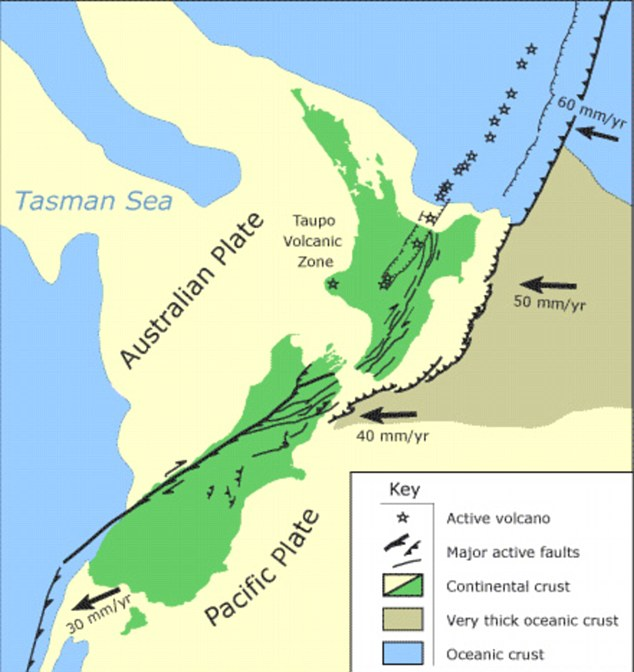 60 mm/yr
Tasman Sea
Taupo
Volcanic
Zone
Australian Plate
50 mm/yr
40 mm/yr
Pacific Plate
30 mm/yr
Key
Active volcano
Major active faults
Continental crust
Very thick oceanic crust
Oceanic crust